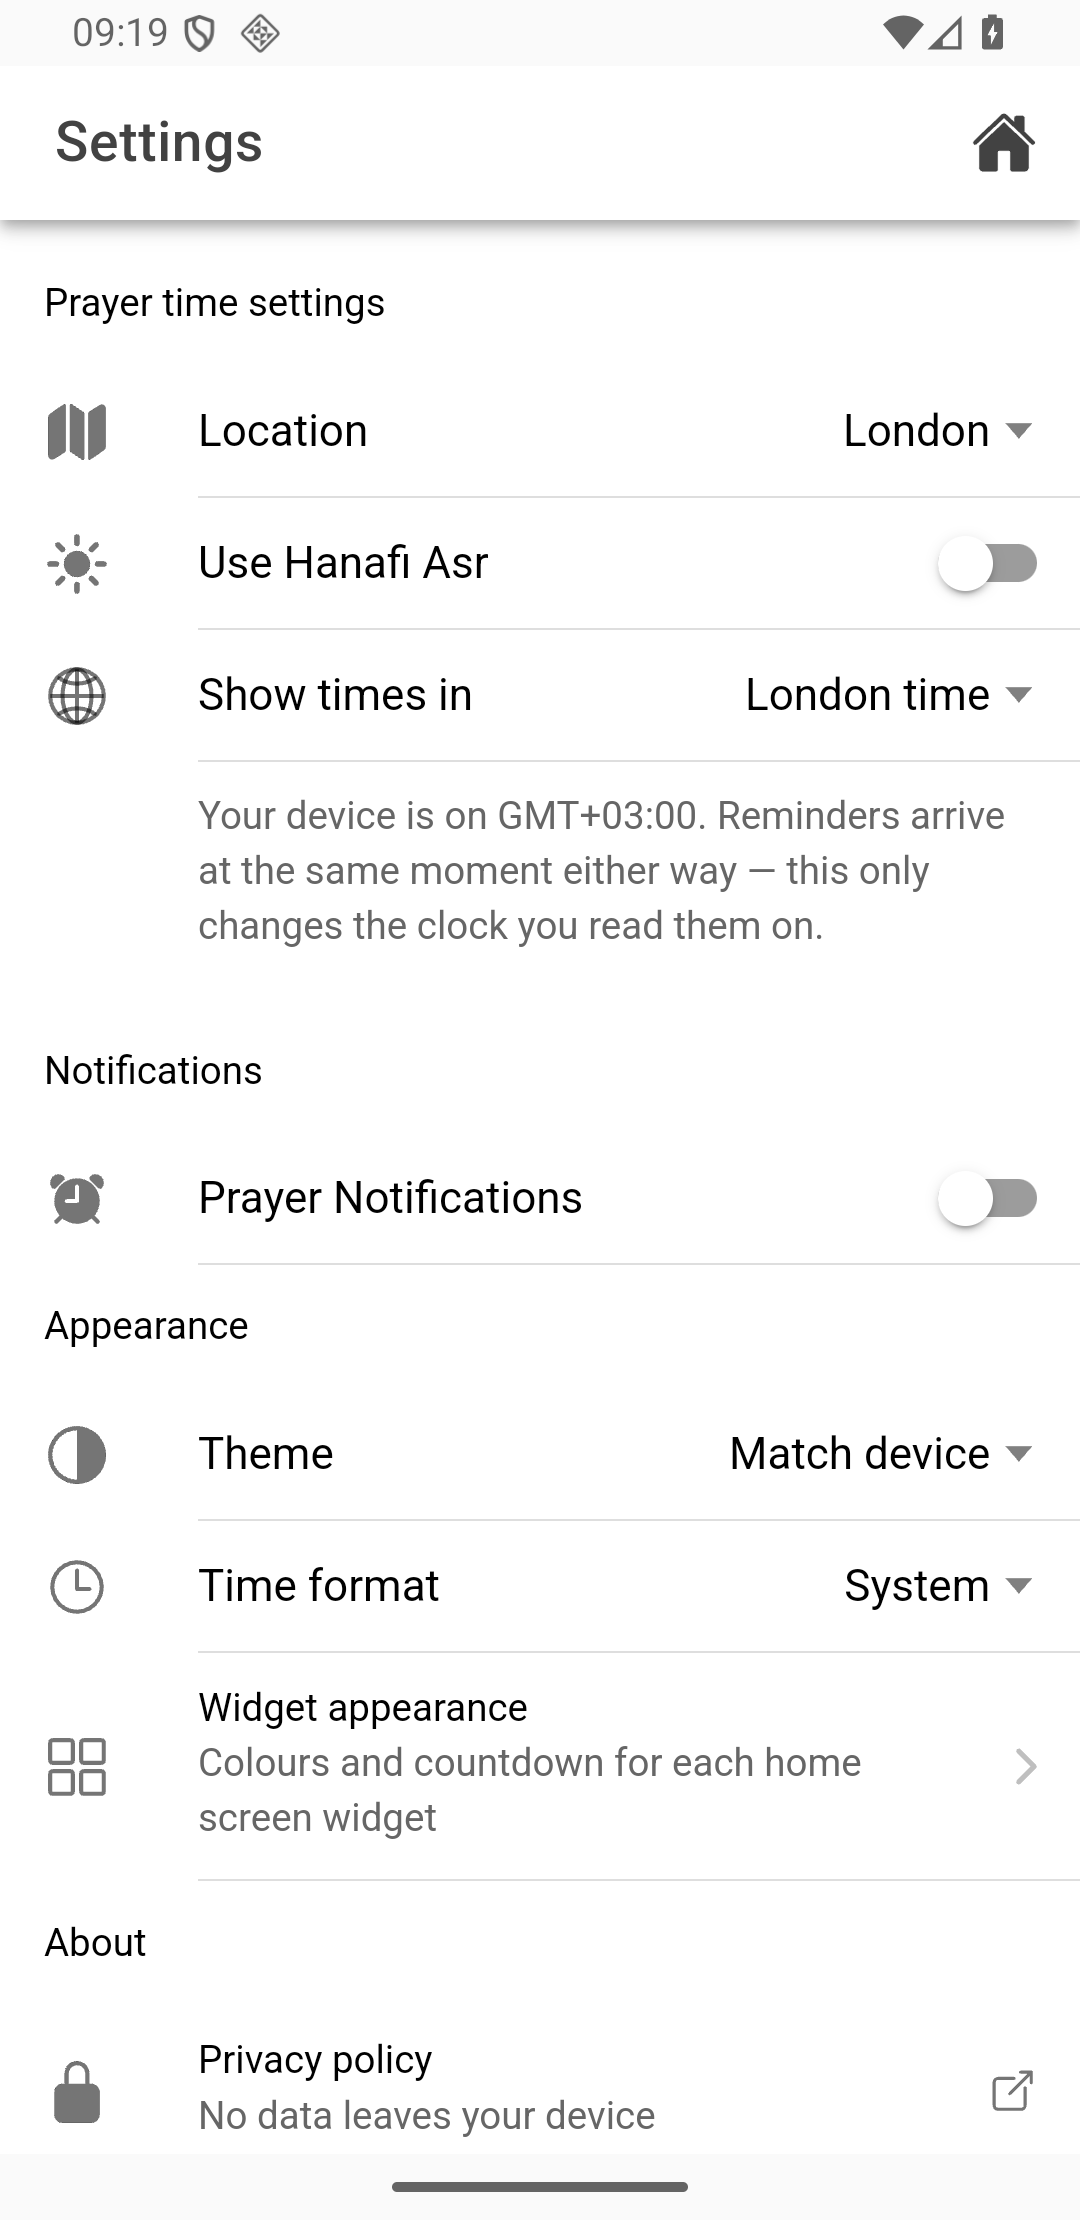 09:19
Settings
Prayer time settings
Location
London
Use Hanafi Asr
Show times in
London time
Your device is on GMT+03:00. Reminders arrive
at the same moment either way — this only
changes the clock you read them on.
Notifications
Prayer Notifications
Appearance
Theme
Match device
Time format
System
Widget appearance
Colours and countdown for each home
screen widget
About
Privacy policy
No data leaves your device